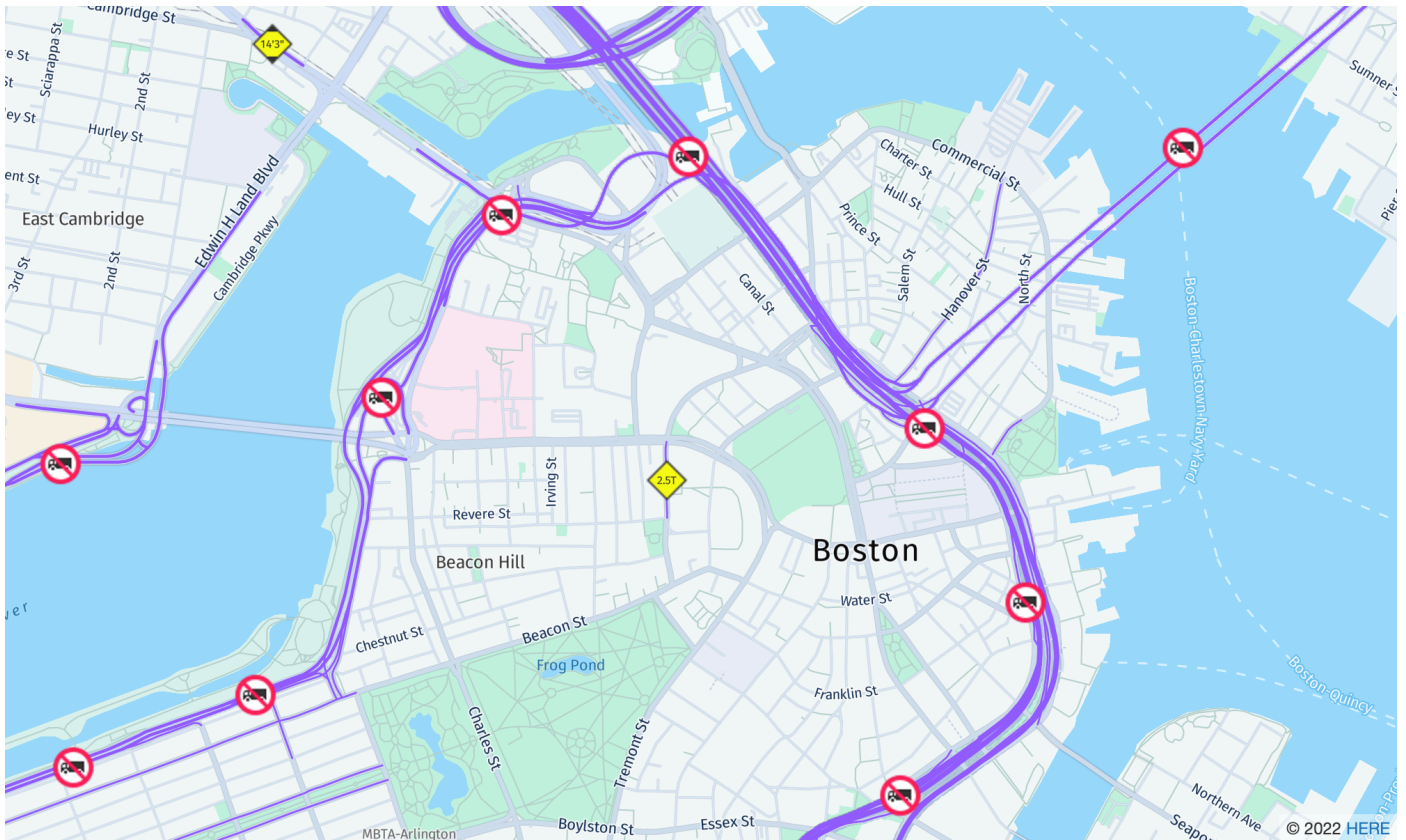 Cambridge St
14'3"
Sciarappa St
2nd St
Hurley St
Edwin H Land Blvd
East Cambridge
Cambridge Pkwy
3rd St
2nd St
Sumner
Charter St
Commercial St
Hull St
Prince St
Salem St
Hanover St
North St
Canal St
Boston-Charlestown Navy Yard
2.5T
Irving St
Revere St
Beacon Hill
Boston
Water St
Beacon St
Chestnut St
Frog Pond
Franklin St
Boston-Quincy
Charles St
Tremont St
Northern Ave
MBTA-Arlington
Boylston St
Essex St
© 2022 HERE